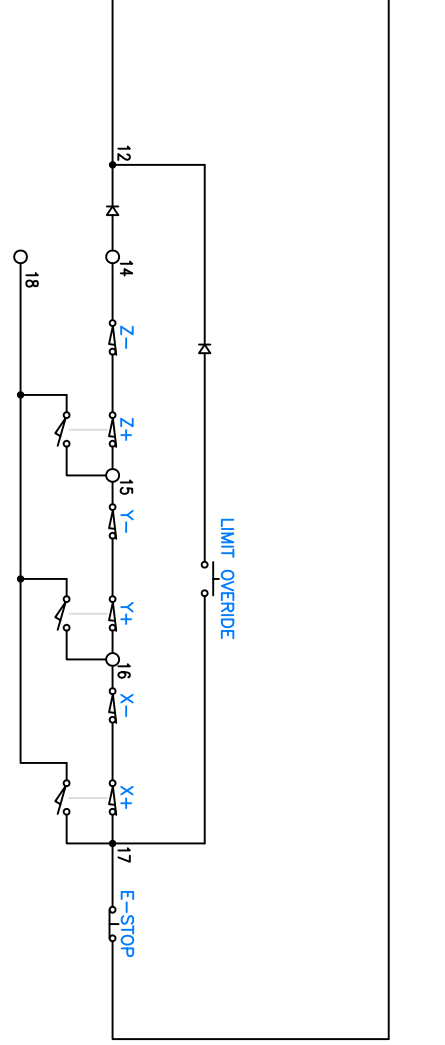 12
14
18
Z-
Z+
15
Y-
LIMIT OVERIDE
Y+
16
X-
X+
17
E-STOP